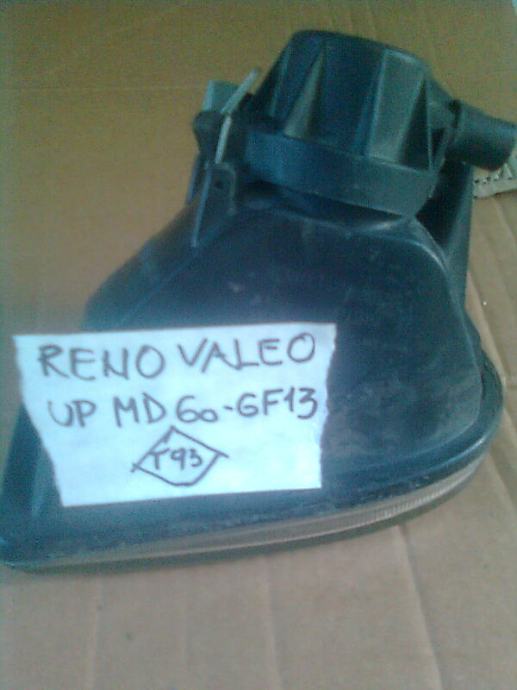 RENO VALEO
UP MD 60-GF13
T93